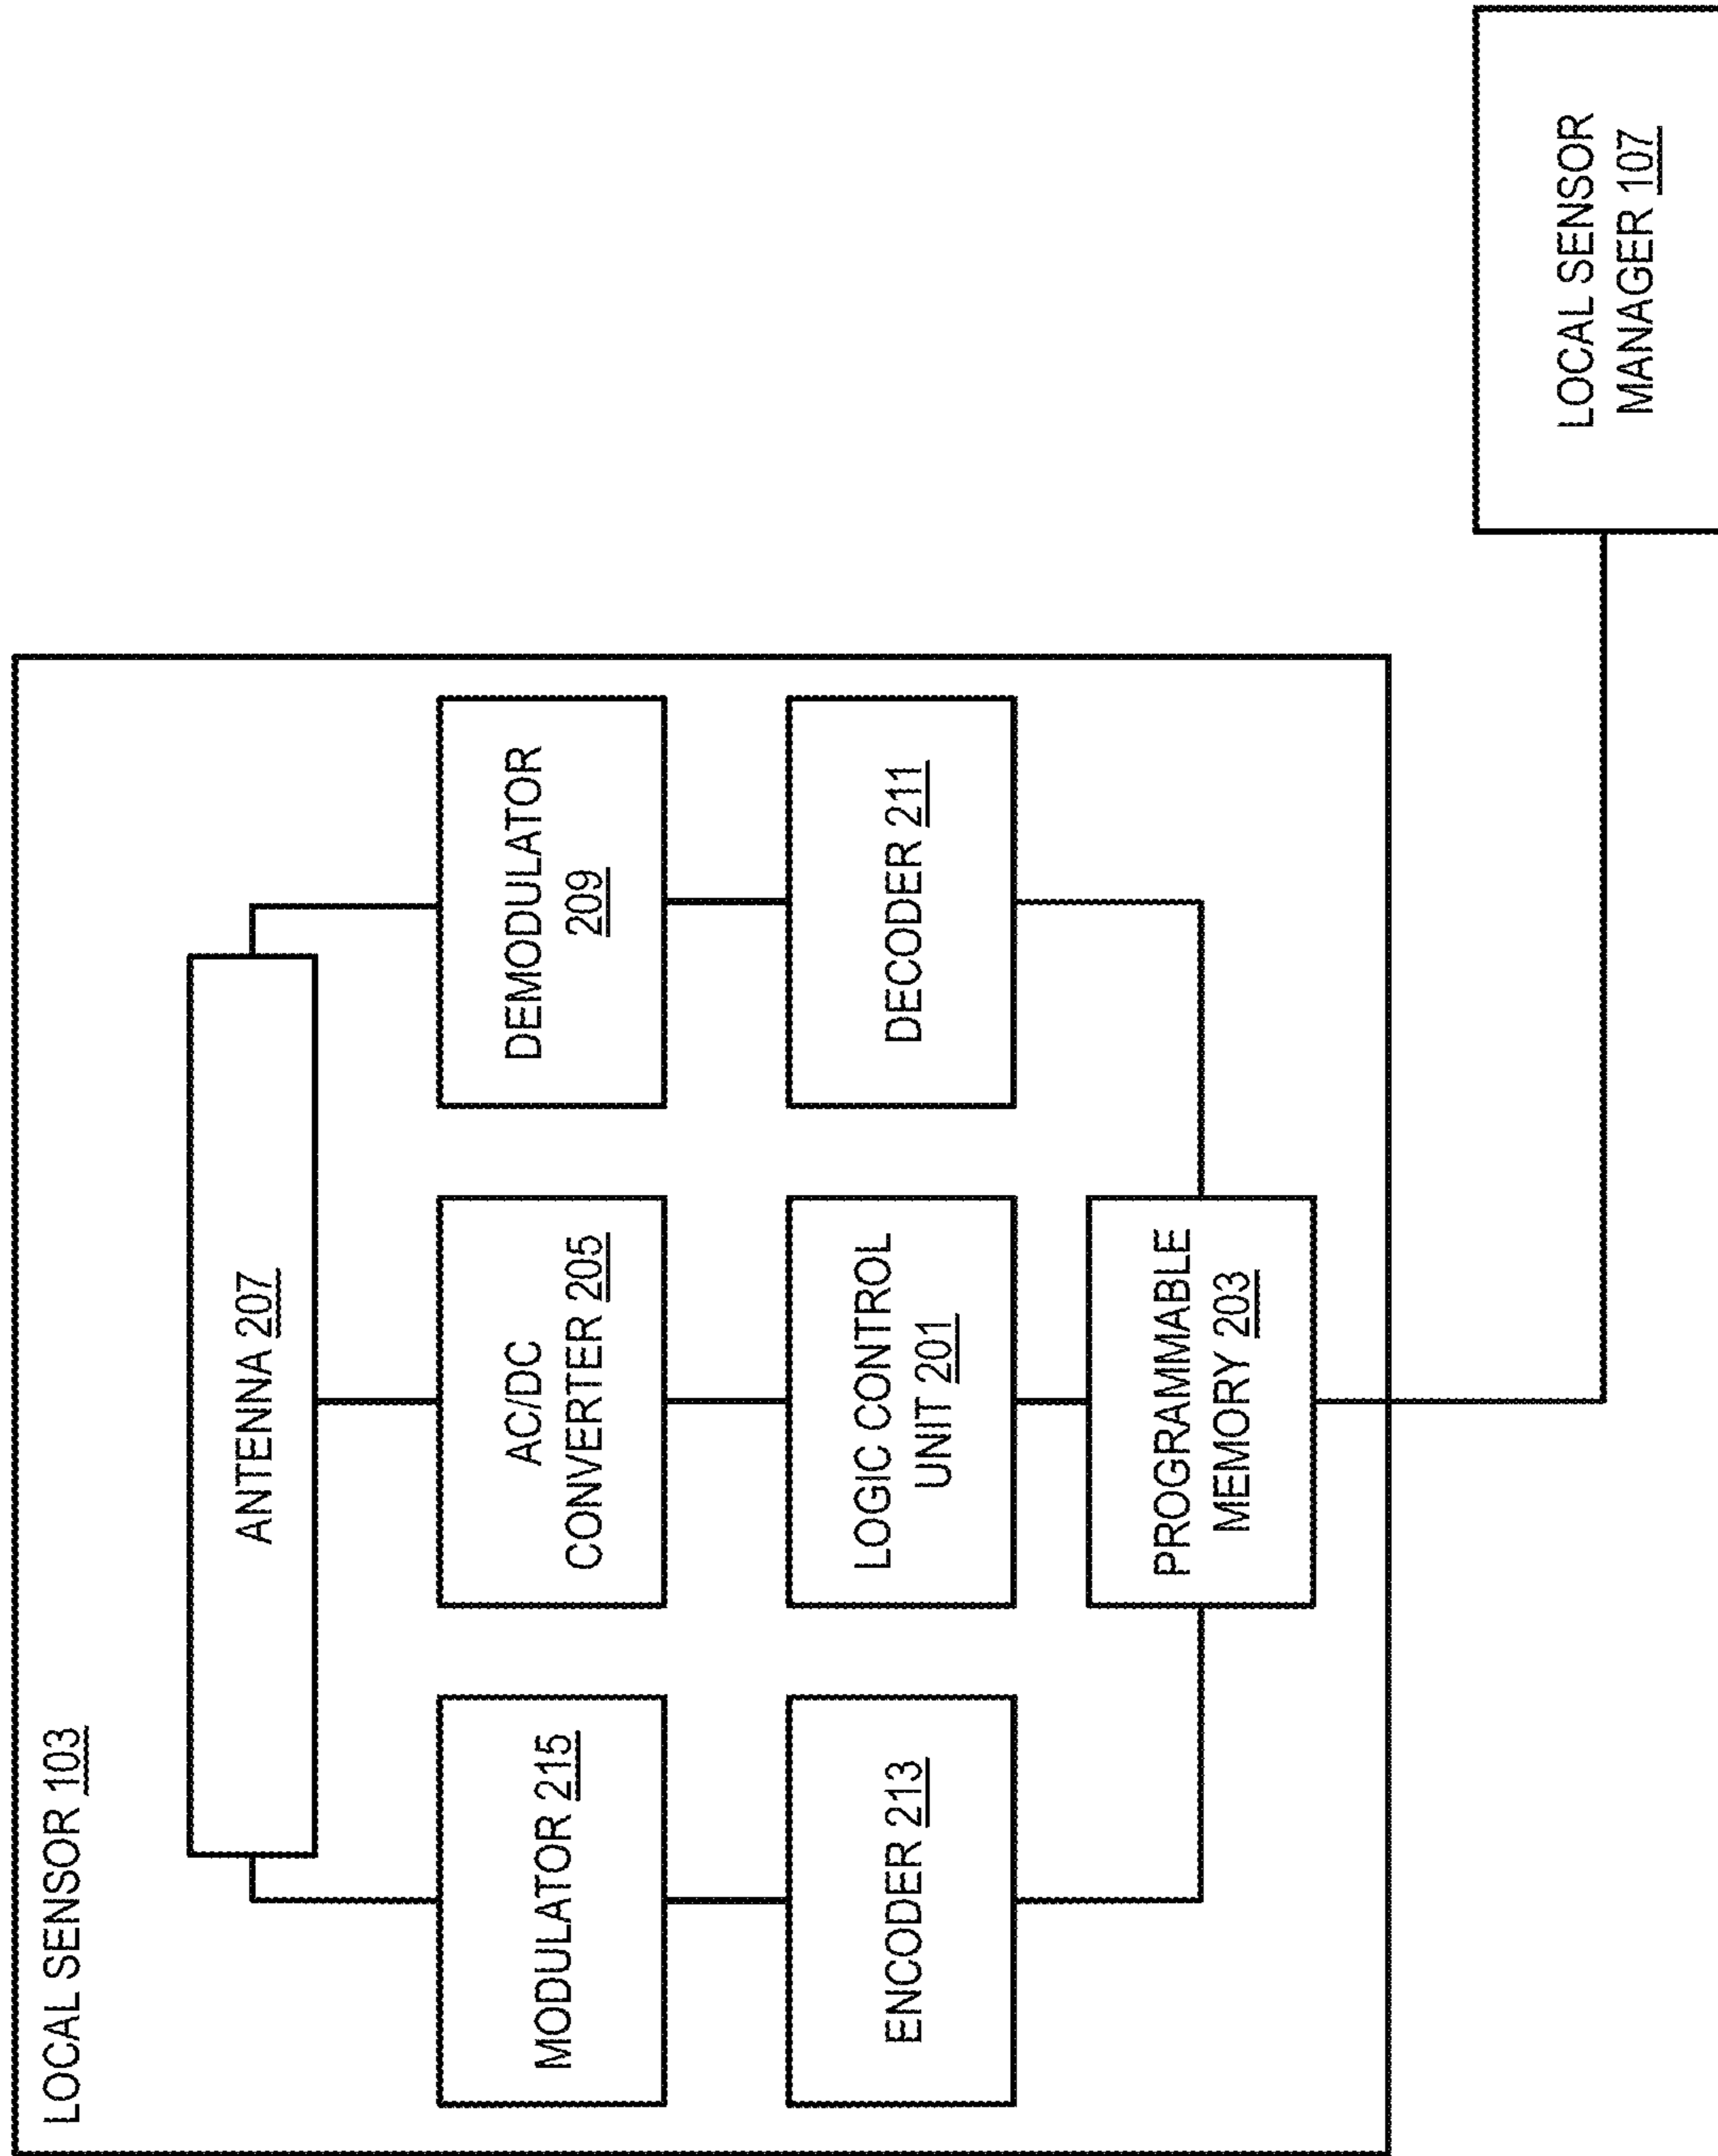 LOCAL SENSOR 103
ANTENNA 207
MODULATOR 215
AC/DC
CONVERTER 205
DEMODULATOR
209
ENCODER 213
LOGIC CONTROL
UNIT 201
DECODER 211
PROGRAMMABLE
MEMORY 203
LOCAL SENSOR
MANAGER 107